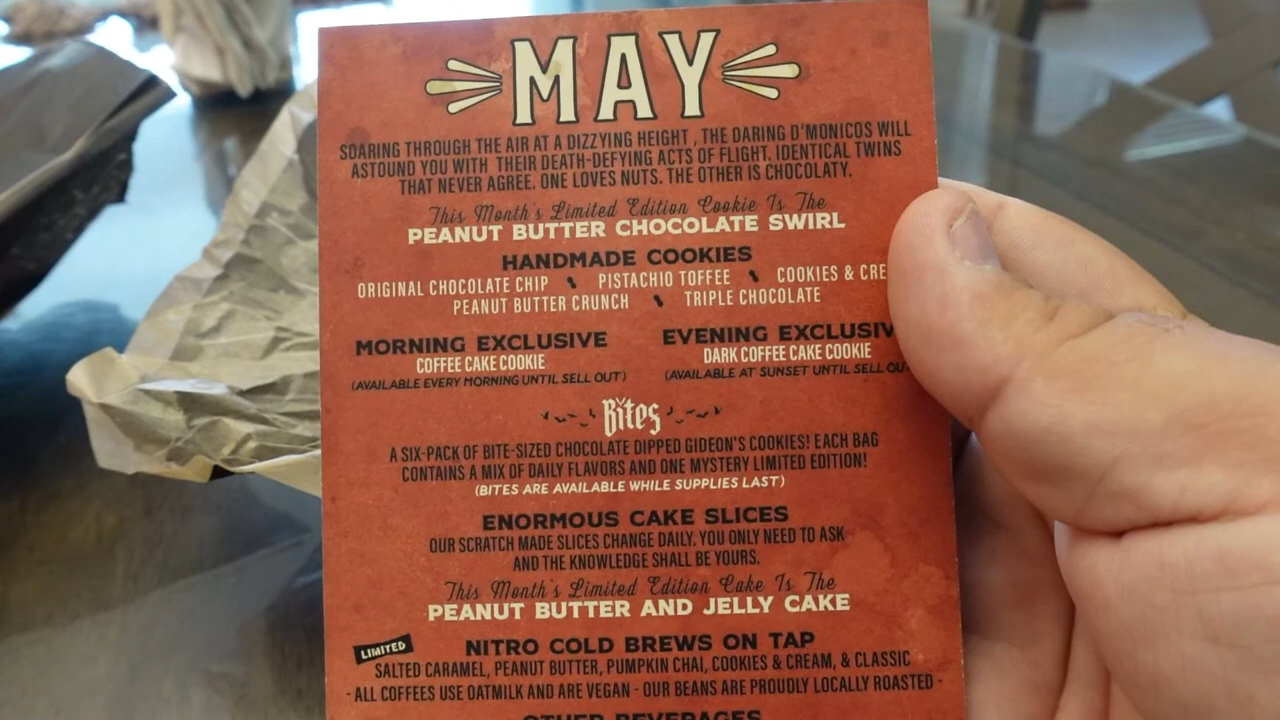 MAY
SOARING THROUGH THE AIR AT A DIZZYING HEIGHT , THE DARING D'MONICOS WILL
ASTOUND YOU WITH THEIR DEATH-DEFYING ACTS OF FLIGHT. IDENTICAL TWINS
THAT NEVER AGREE. ONE LOVES NUTS. THE OTHER IS CHOCOLATY.
This Month's Limited Edition Cookie Is The
PEANUT BUTTER CHOCOLATE SWIRL
HANDMADE COOKIES
ORIGINAL CHOCOLATE CHIP PISTACHIO TOFFEE COOKIES & CRE
PEANUT BUTTER CRUNCH TRIPLE CHOCOLATE
MORNING EXCLUSIVE
COFFEE CAKE COOKIE
(AVAILABLE EVERY MORNING UNTIL SELL OUT)
EVENING EXCLUSIV
DARK COFFEE CAKE COOKIE
(AVAILABLE AT SUNSET UNTIL SELL OU
Bites
A SIX-PACK OF BITE-SIZED CHOCOLATE DIPPED GIDEON'S COOKIES! EACH BAG
CONTAINS A MIX OF DAILY FLAVORS AND ONE MYSTERY LIMITED EDITION!
(BITES ARE AVAILABLE WHILE SUPPLIES LAST)
ENORMOUS CAKE SLICES
OUR SCRATCH MADE SLICES CHANGE DAILY. YOU ONLY NEED TO ASK
AND THE KNOWLEDGE SHALL BE YOURS.
This Month's Limited Edition Cake Is The
PEANUT BUTTER AND JELLY CAKE
LIMITED
NITRO COLD BREWS ON TAP
SALTED CARAMEL, PEANUT BUTTER, PUMPKIN CHAI, COOKIES & CREAM, & CLASSIC
- ALL COFFEES USE OATMILK AND ARE VEGAN - OUR BEANS ARE PROUDLY LOCALLY ROASTED -
OTHER BEVERAGES